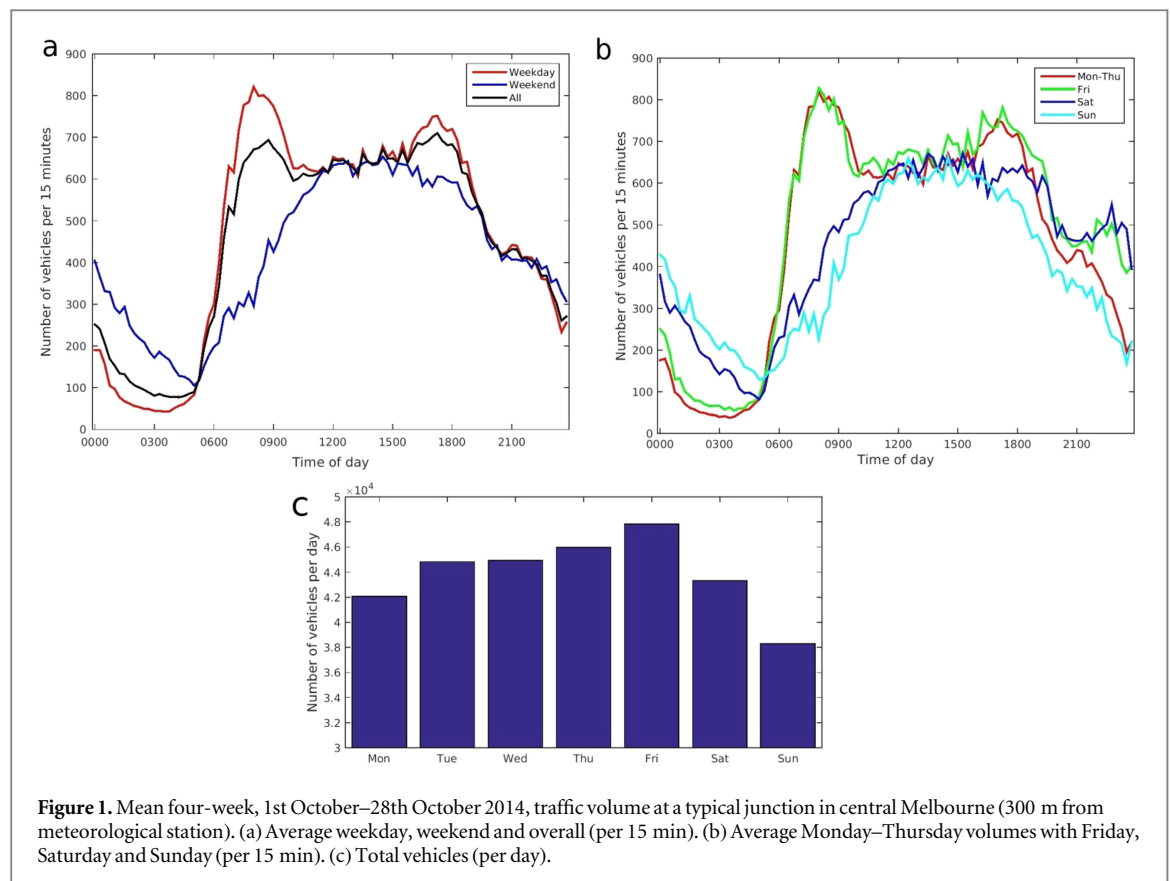 a
900
800
700
600
500
400
300
200
100
0
Number of vehicles per 15 minutes
Weekday
Weekend
All
0000 0300 0600 0900 1200 1500 1800 2100
Time of day
b
900
800
700
600
500
400
300
200
100
0
Number of vehicles per 15 minutes
Mon-Thu
Fri
Sat
Sun
0000 0300 0600 0900 1200 1500 1800 2100
Time of day
c
×10⁴
5
4.8
4.6
4.4
4.2
4
3.8
3.6
3.4
3.2
3
Number of vehicles per day
Mon Tue Wed Thu Fri Sat Sun
Figure 1. Mean four-week, 1st October–28th October 2014, traffic volume at a typical junction in central Melbourne (300 m from
meteorological station). (a) Average weekday, weekend and overall (per 15 min). (b) Average Monday–Thursday volumes with Friday,
Saturday and Sunday (per 15 min). (c) Total vehicles (per day).